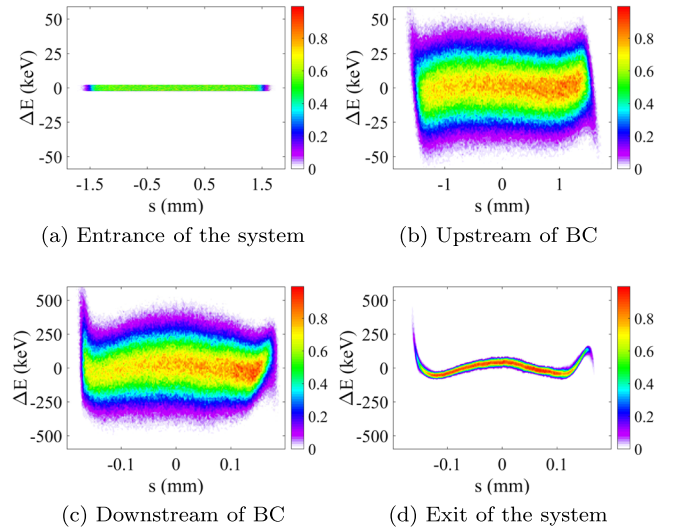 50
25
0
-25
-50
ΔE (keV)
-1.5 -0.5 0.5 1.5
s (mm)
0.8
0.6
0.4
0.2
0
(a) Entrance of the system
50
25
0
-25
-50
ΔE (keV)
-1 0 1
s (mm)
0.8
0.6
0.4
0.2
0
(b) Upstream of BC
500
250
0
-250
-500
ΔE (keV)
-0.1 0 0.1
s (mm)
0.8
0.6
0.4
0.2
0
(c) Downstream of BC
500
250
0
-250
-500
ΔE (keV)
-0.1 0 0.1
s (mm)
0.8
0.6
0.4
0.2
0
(d) Exit of the system